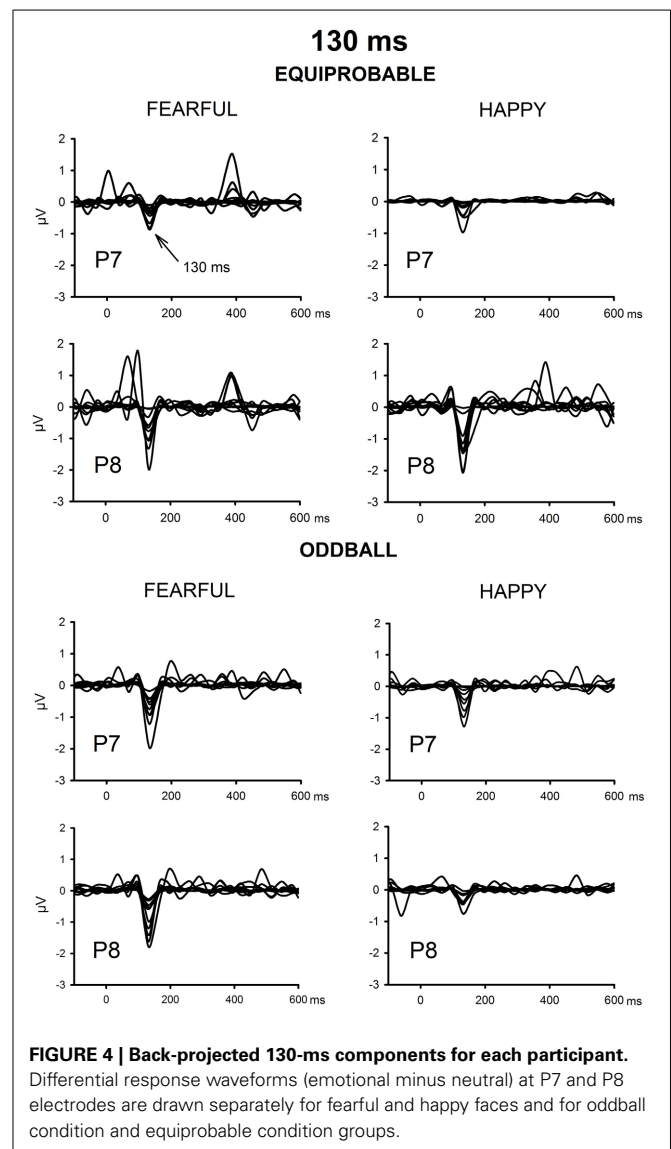 130 ms
EQUIPROBABLE
FEARFUL HAPPY
2 2
1 1
0 0
µV
-1 -1
130 ms
P7 P7
-2 -2
-3 -3
0 200 400 600 ms 0 200 400 600 ms
2 2
1 1
0 0
µV
-1 -1
P8 P8
-2 -2
-3 -3
0 200 400 600 ms 0 200 400 600 ms
ODDBALL
FEARFUL HAPPY
2 2
1 1
0 0
µV
-1 -1
P7 P7
-2 -2
-3 -3
0 200 400 600 ms 0 200 400 600 ms
2 2
1 1
0 0
µV
-1 -1
P8 P8
-2 -2
-3 -3
0 200 400 600 ms 0 200 400 600 ms
FIGURE 4 | Back-projected 130-ms components for each participant.
Differential response waveforms (emotional minus neutral) at P7 and P8
electrodes are drawn separately for fearful and happy faces and for oddball
condition and equiprobable condition groups.